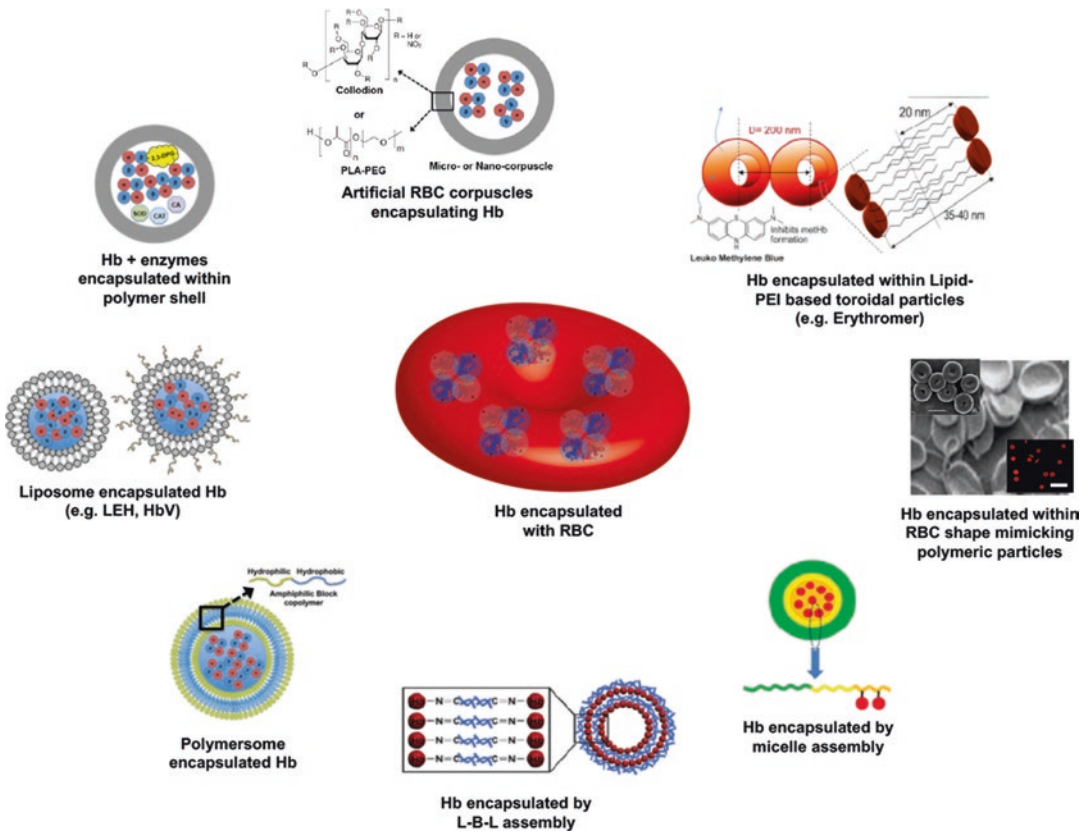 R = H or
NO₂
Collodion
or
PLA-PEG
Micro- or Nano-corpuscle
Artificial RBC corpuscles
encapsulating Hb
2,3-DPG
SOD
CAT
CA
Hb + enzymes
encapsulated within
polymer shell
D= 200 nm
20 nm
35-40 nm
Inhibits metHb
formation
Leuko Methylene Blue
Hb encapsulated within Lipid-
PEI based toroidal particles
(e.g. Erythromer)
Liposome encapsulated Hb
(e.g. LEH, HbV)
Hb encapsulated
with RBC
Hb encapsulated within
RBC shape mimicking
polymeric particles
Hydrophilic Hydrophobic
Amphiphilic Block
copolymer
Polymersome
encapsulated Hb
Hb encapsulated by
L-B-L assembly
Hb encapsulated by
micelle assembly